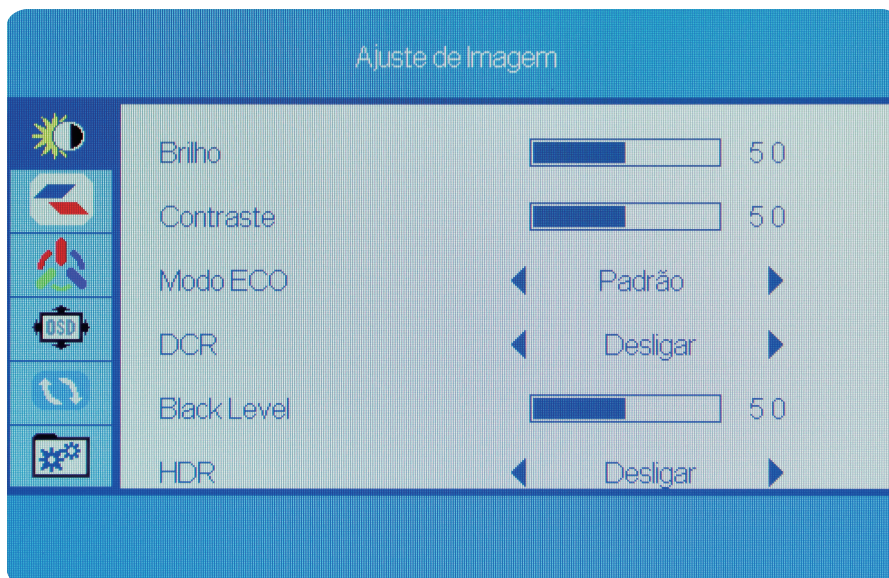 Ajuste de Imagem
Brilho 50
Contraste 50
Modo ECO Padrão
DCR Desligar
OSD
Black Level 50
HDR Desligar